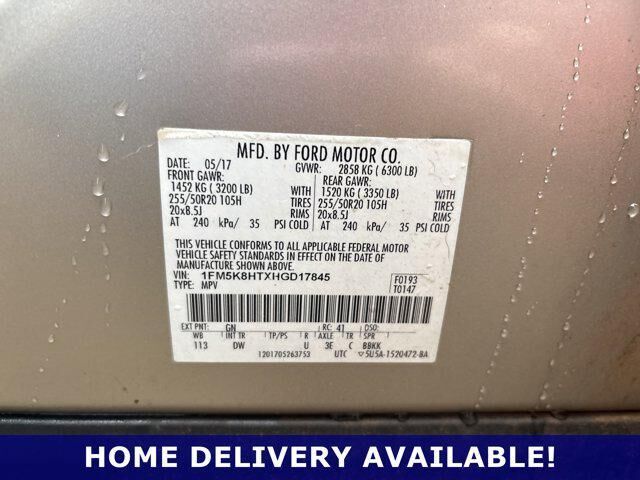 MFD. BY FORD MOTOR CO.
DATE: 05/17 GVWR: 2858 KG ( 6300 LB)
FRONT GAWR: REAR GAWR:
1452 KG ( 3200 LB) WITH 1520 KG ( 3350 LB) WITH
255/50R20 105H TIRES 255/50R20 105H TIRES
20x8.5J RIMS 20x8.5J RIMS
AT 240 kPa/ 35 PSI COLD AT 240 kPa/ 35 PSI COLD
THIS VEHICLE CONFORMS TO ALL APPLICABLE FEDERAL MOTOR
VEHICLE SAFETY STANDARDS IN EFFECT ON THE DATE OF
MANUFACTURE SHOWN ABOVE.
VIN: 1FM5K8HTXHGD17845 F0193
TYPE: MPV T0147
EXT PNT: GN RC: 41 DSO:
WB INT TR TP/PS R AXLE TR SPR
113 DW U 3E C BBKK
1201705263753 UTC ▽5U5A-1520472-BA
HOME DELIVERY AVAILABLE!